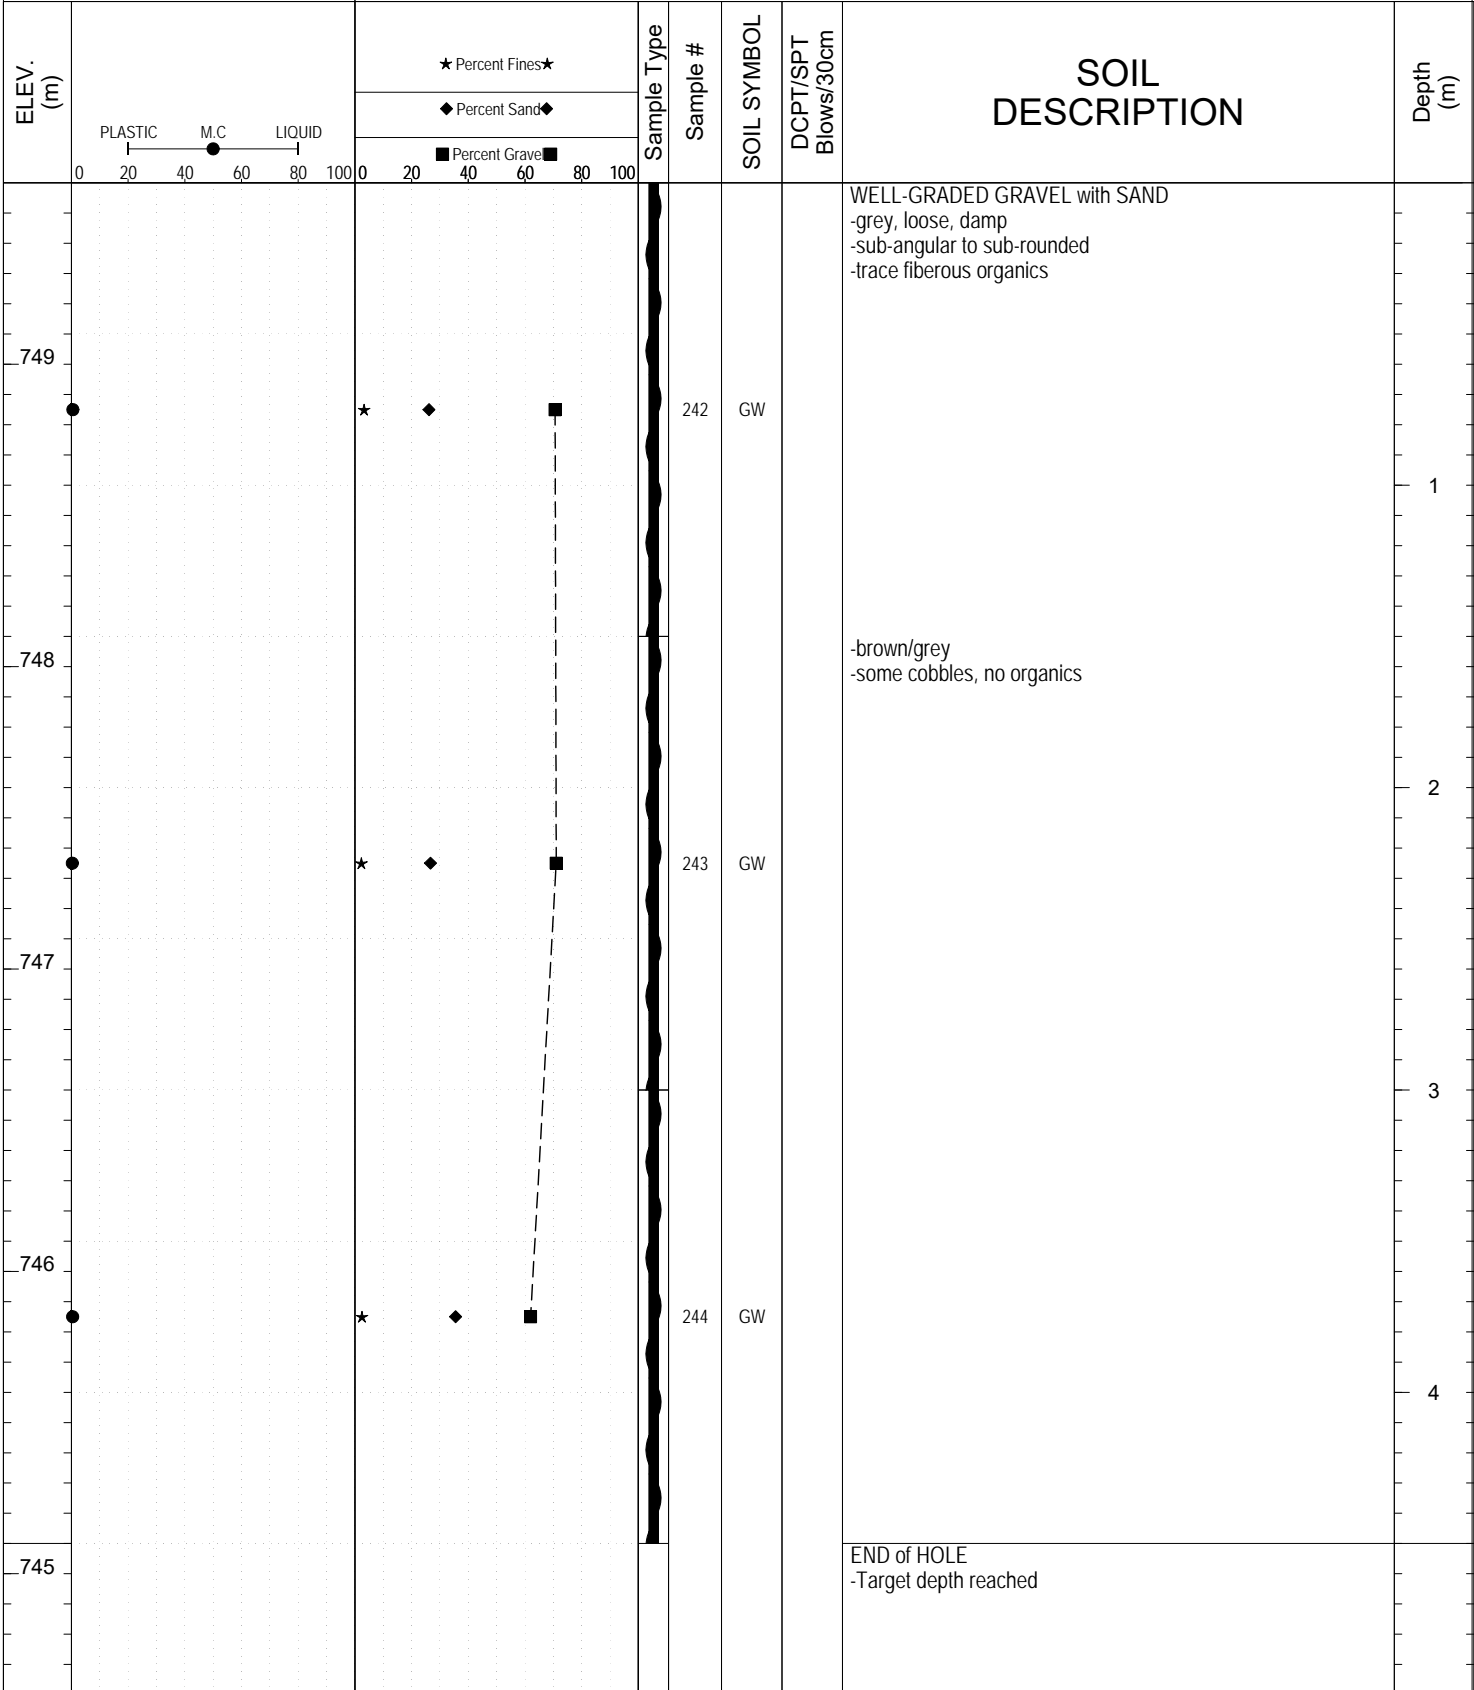 ELEV.
(m)
PLASTIC M.C LIQUID
0 20 40 60 80 100
★ Percent Fines ★
◆ Percent Sand ◆
■ Percent Gravel ■
0 20 40 60 80 100
Sample Type
Sample #
SOIL SYMBOL
DCPT/SPT
Blows/30cm
SOIL
DESCRIPTION
Depth
(m)
WELL-GRADED GRAVEL with SAND
-grey, loose, damp
-sub-angular to sub-rounded
-trace fiberous organics
749
242 GW
1
748
-brown/grey
-some cobbles, no organics
2
243 GW
747
3
746
244 GW
4
745
END of HOLE
-Target depth reached